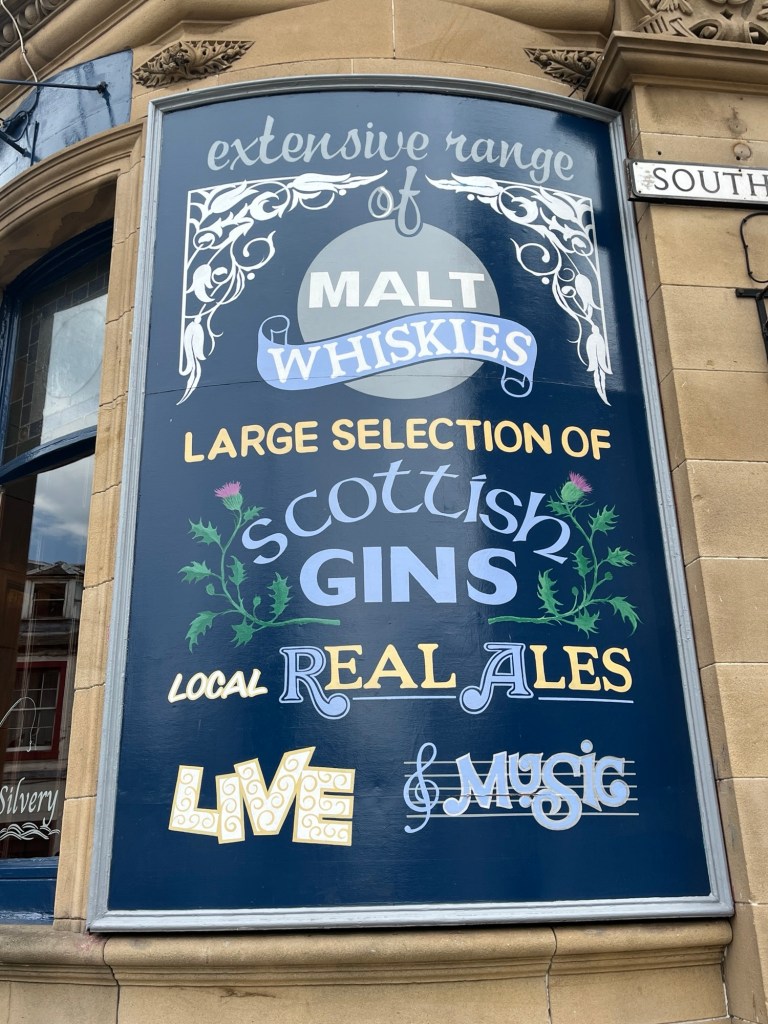 extensive range
of
MALT
WHISKIES
LARGE SELECTION OF
Scottish
GINS
LOCAL REAL ALES
LIVE MUSIC
SOUTH
Silvery